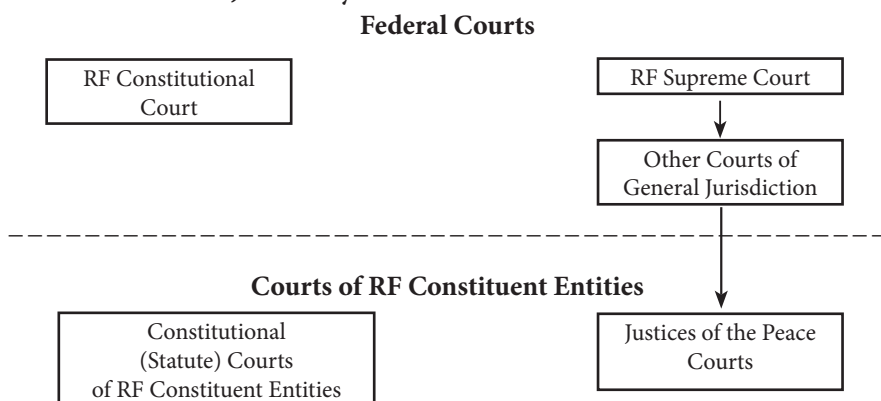 Federal Courts
RF Constitutional
Court
RF Supreme Court
Other Courts of
General Jurisdiction
Courts of RF Constituent Entities
Constitutional
(Statute) Courts
of RF Constituent Entities
Justices of the Peace
Courts